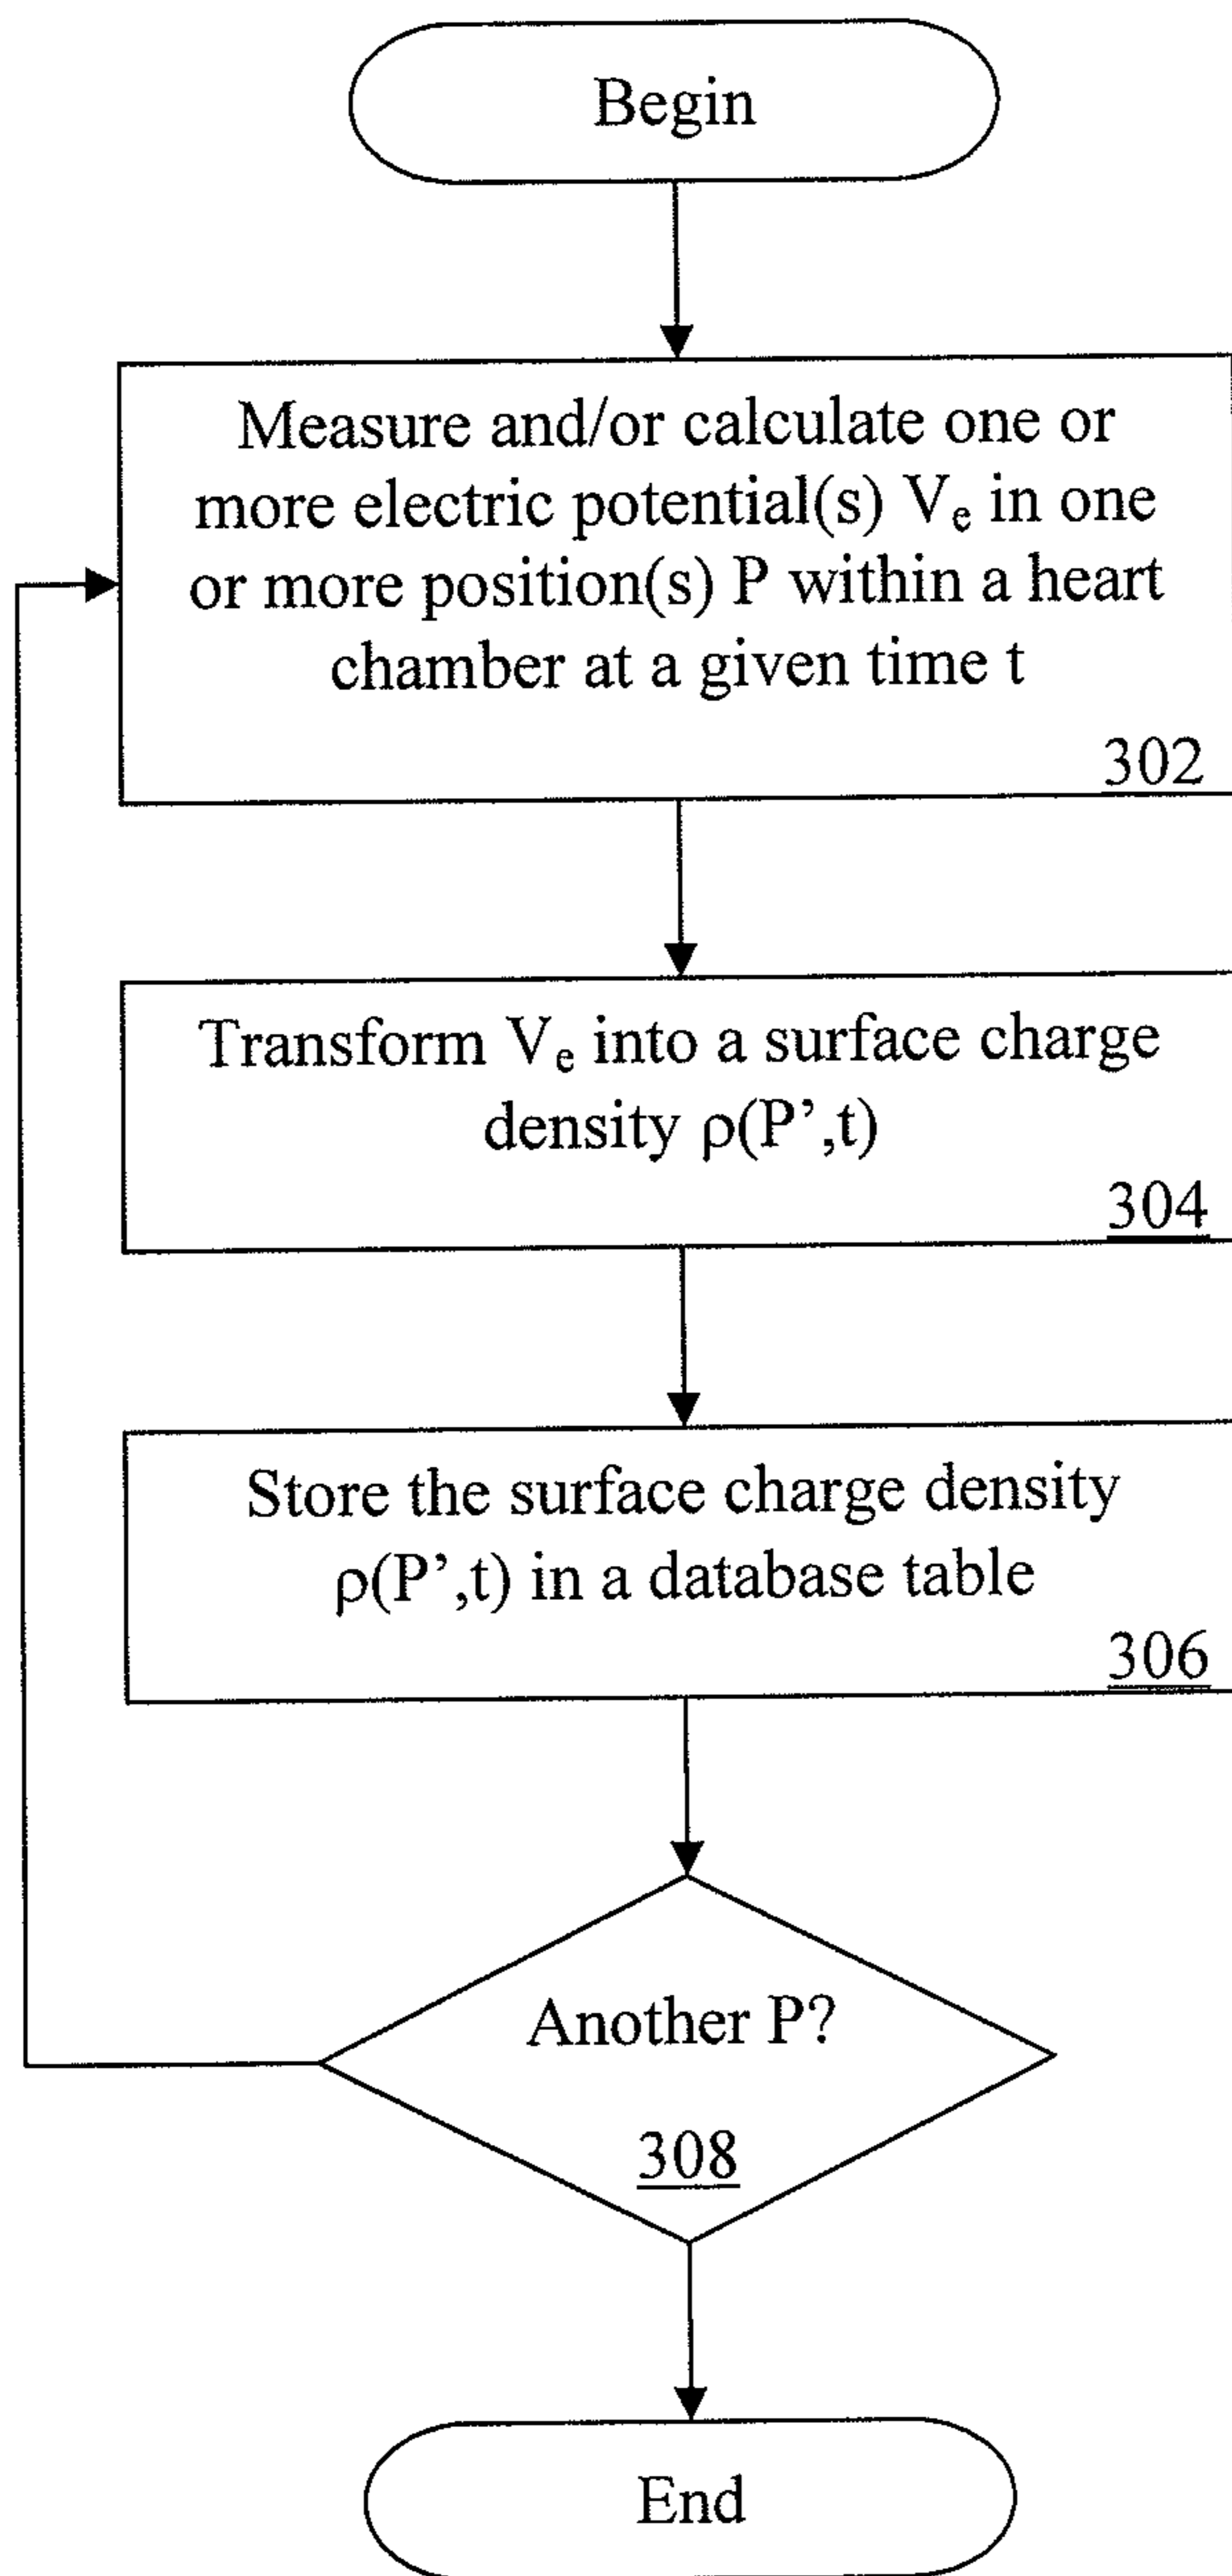 Begin
Measure and/or calculate one or
more electric potential(s) Vₑ in one
or more position(s) P within a heart
chamber at a given time t
302
Transform Vₑ into a surface charge
density ρ(P’,t)
304
Store the surface charge density
ρ(P’,t) in a database table
306
Another P?
308
End